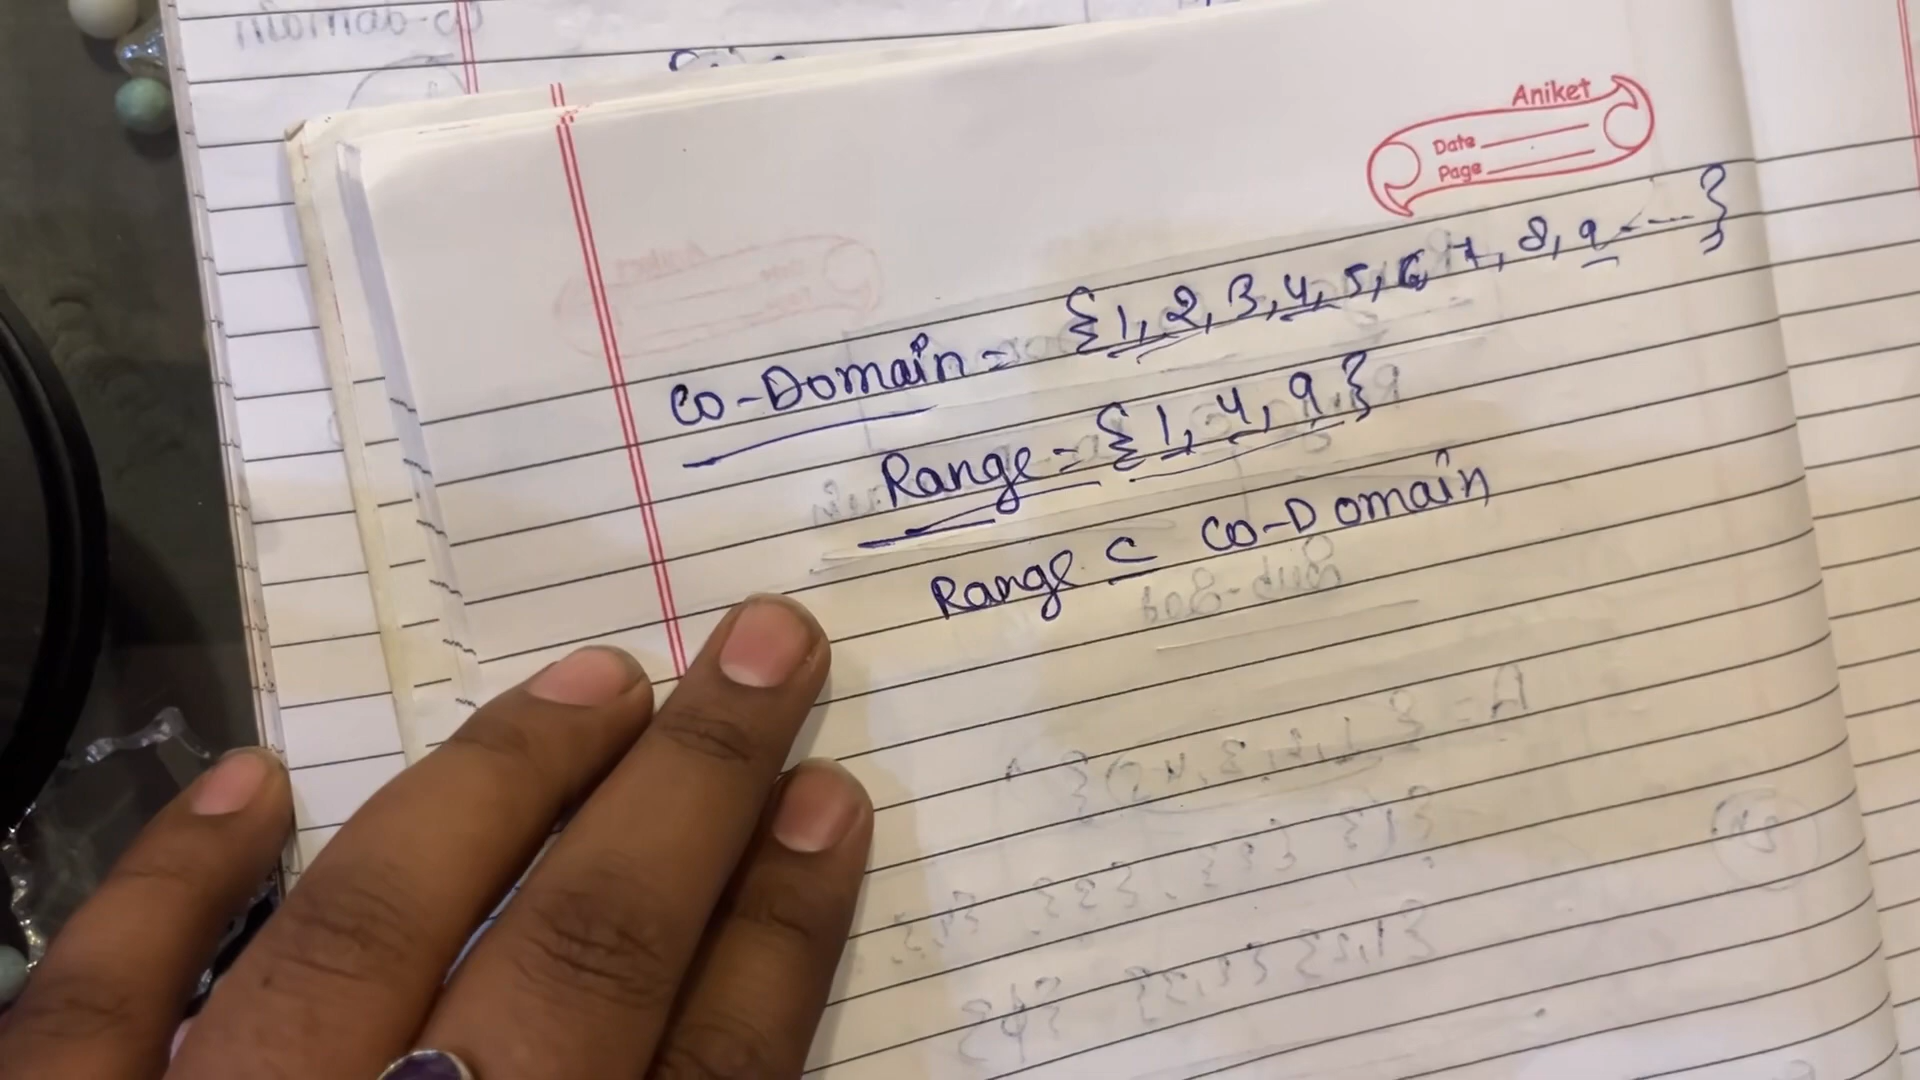 Aniket
Date
Page
Co-Domain = {1, 2, 3, 4, 5, 6, 7, 8, 9 ----}
Range = {1, 4, 9}
Range ⊆ Co-Domain